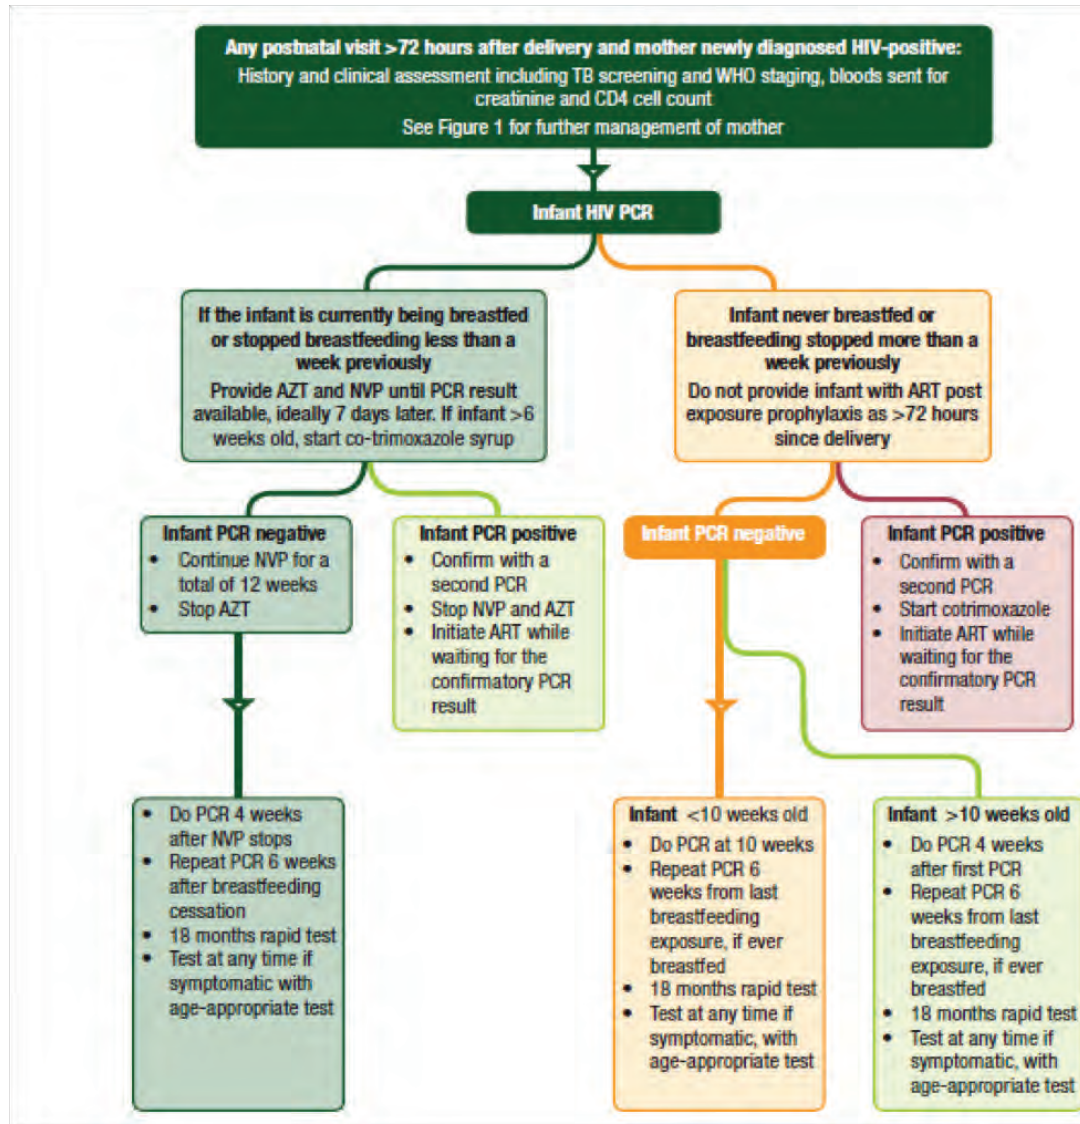 Any postnatal visit >72 hours after delivery and mother newly diagnosed HIV-positive:
History and clinical assessment including TB screening and WHO staging, bloods sent for
creatinine and CD4 cell count
See Figure 1 for further management of mother
Infant HIV PCR
If the infant is currently being breastfed
or stopped breastfeeding less than a
week previously
Provide AZT and NVP until PCR result
available, ideally 7 days later. If infant >6
weeks old, start co-trimoxazole syrup
Infant never breastfed or
breastfeeding stopped more than a
week previously
Do not provide infant with ART post
exposure prophylaxis as >72 hours
since delivery
Infant PCR negative
• Continue NVP for a
total of 12 weeks
• Stop AZT
Infant PCR positive
• Confirm with a
second PCR
• Stop NVP and AZT
• Initiate ART while
waiting for the
confirmatory PCR
result
Infant PCR negative
Infant PCR positive
• Confirm with a
second PCR
• Start cotrimoxazole
• Initiate ART while
waiting for the
confirmatory PCR
result
• Do PCR 4 weeks
after NVP stops
• Repeat PCR 6 weeks
after breastfeeding
cessation
• 18 months rapid test
• Test at any time if
symptomatic with
age-appropriate test
Infant <10 weeks old
• Do PCR at 10 weeks
• Repeat PCR 6
weeks from last
breastfeeding
exposure, if ever
breastfed
• 18 months rapid test
• Test at any time if
symptomatic, with
age-appropriate test
Infant >10 weeks old
• Do PCR 4 weeks
after first PCR
• Repeat PCR 6
weeks from last
breastfeeding
exposure, if ever
breastfed
• 18 months rapid test
• Test at any time if
symptomatic, with
age-appropriate test